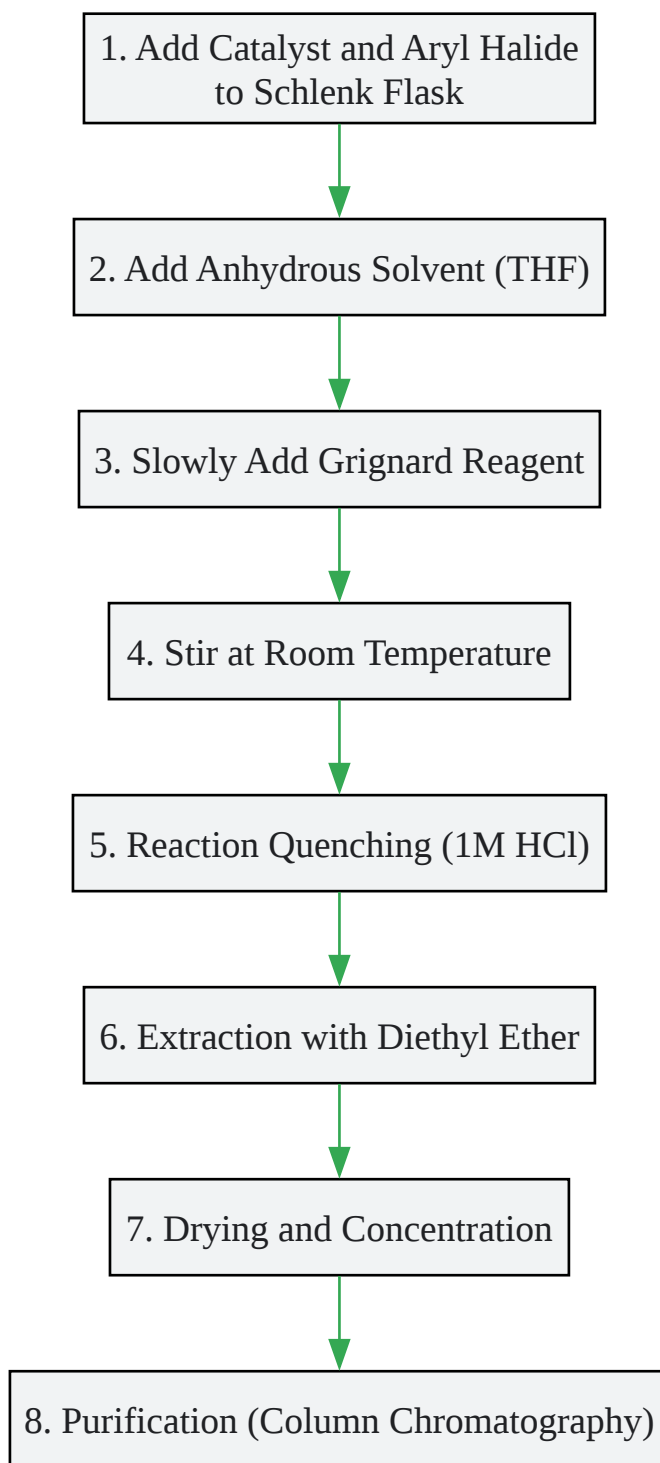 1. Add Catalyst and Aryl Halide
to Schlenk Flask
2. Add Anhydrous Solvent (THF)
3. Slowly Add Grignard Reagent
4. Stir at Room Temperature
5. Reaction Quenching (1M HCl)
6. Extraction with Diethyl Ether
7. Drying and Concentration
8. Purification (Column Chromatography)